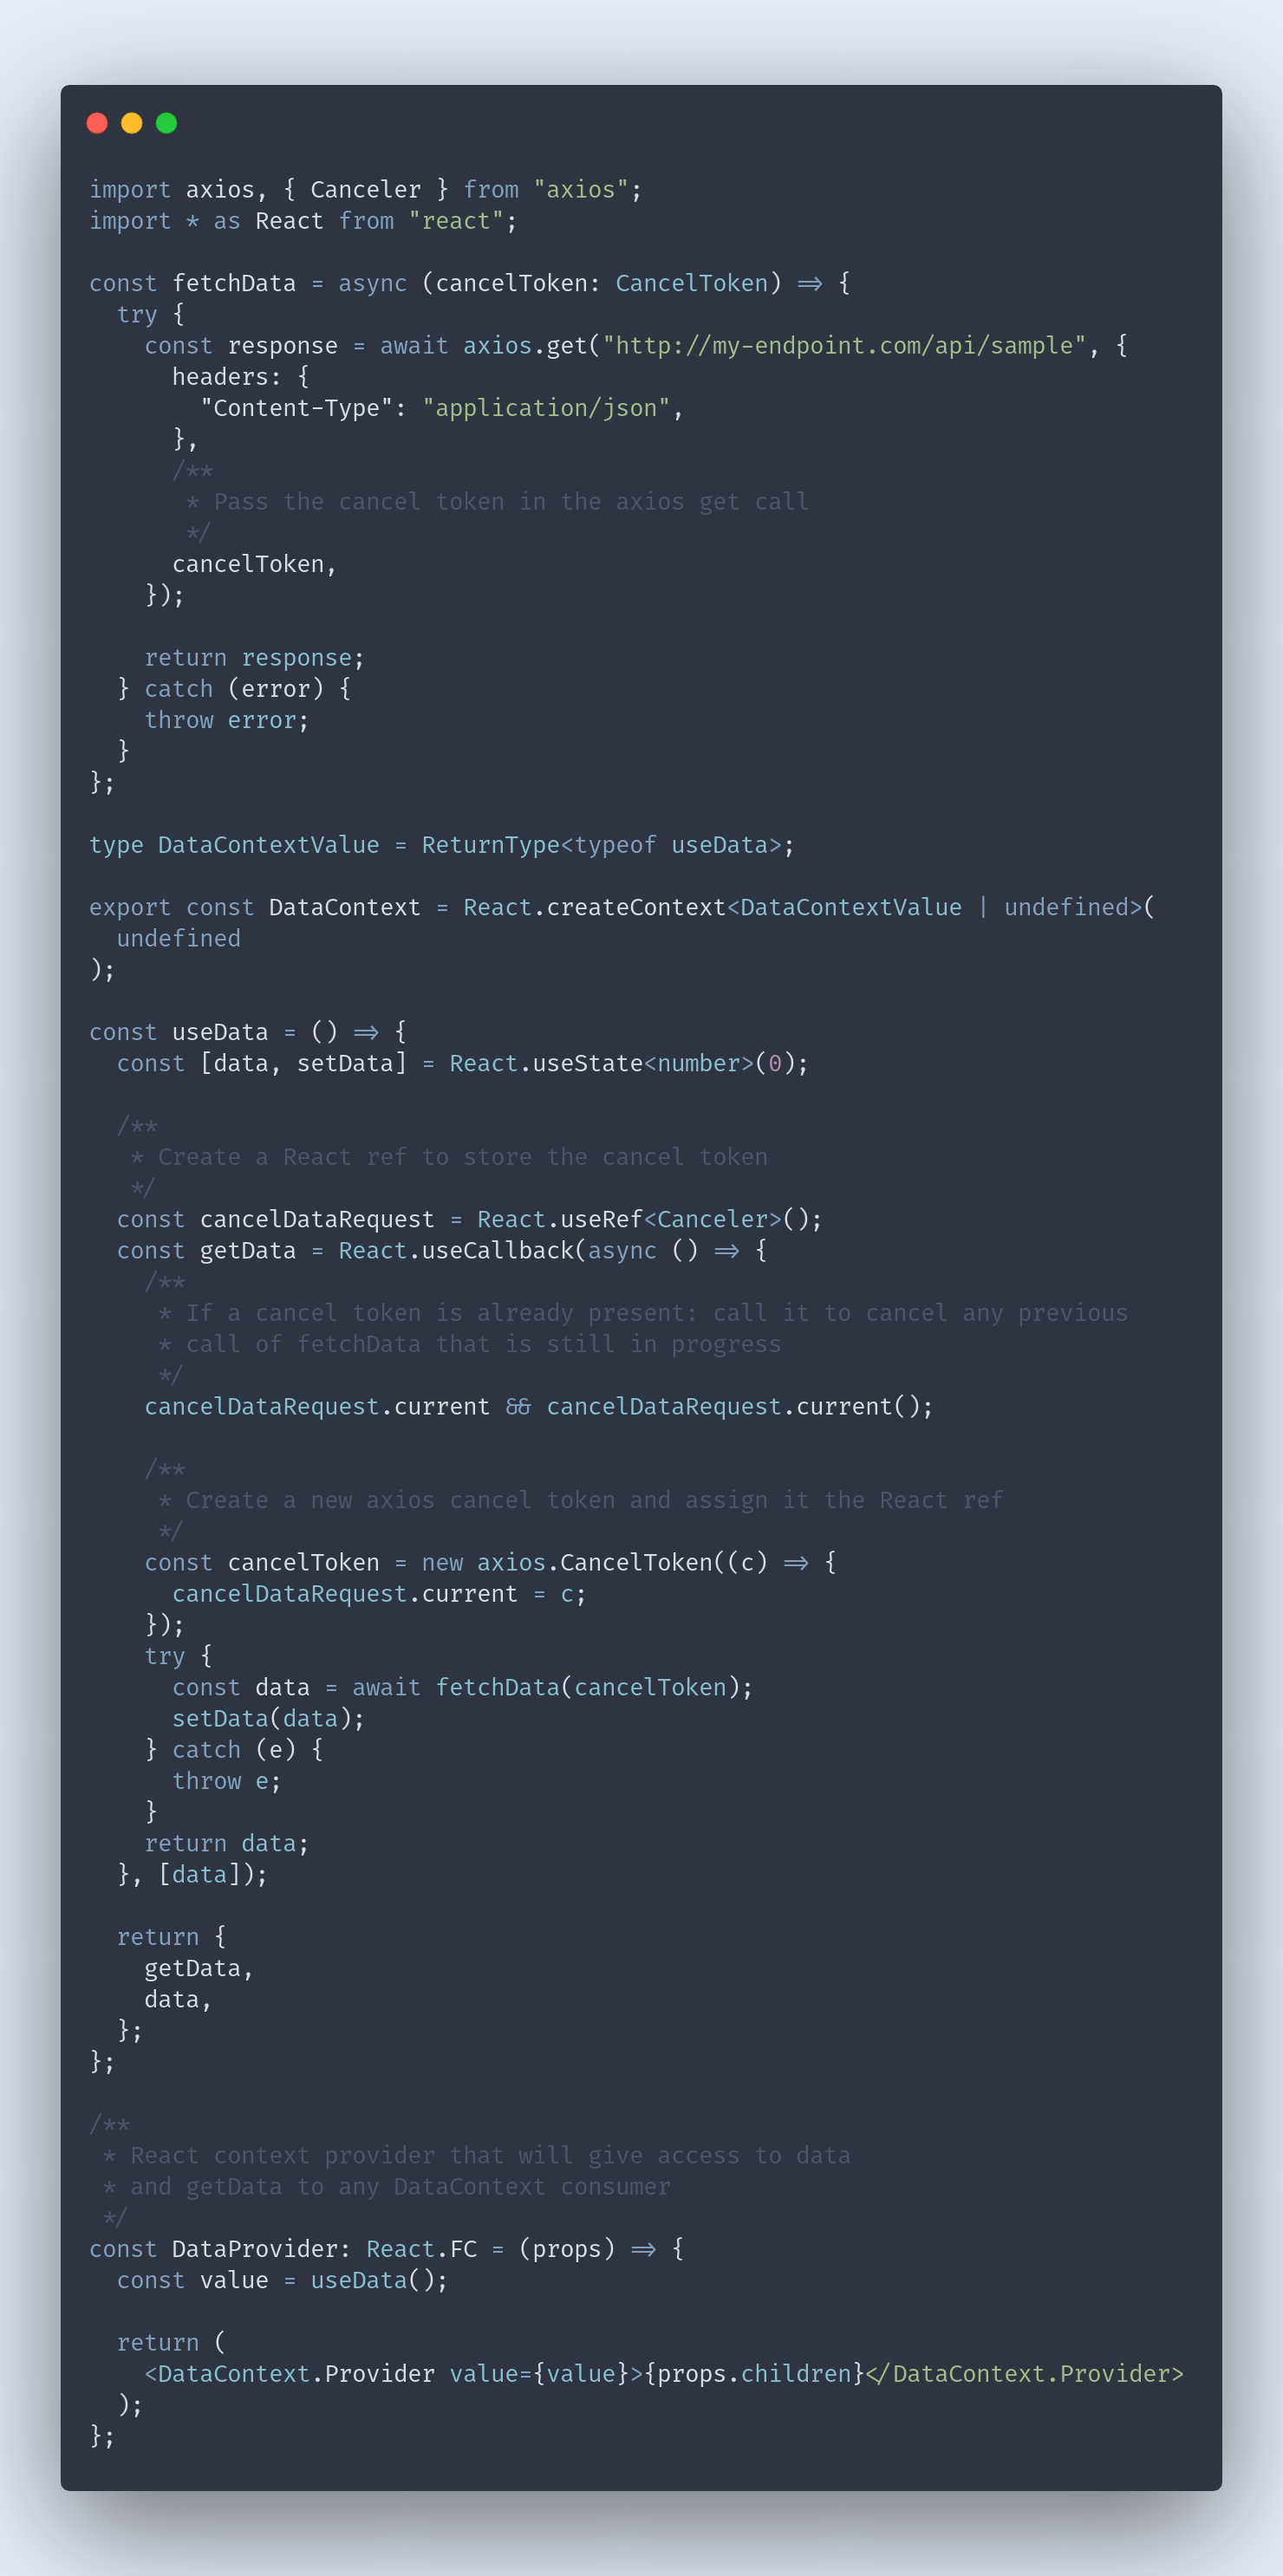 import axios, { Canceler } from "axios";
import * as React from "react";

const fetchData = async (cancelToken: CancelToken) => {
  try {
    const response = await axios.get("http://my-endpoint.com/api/sample", {
      headers: {
        "Content-Type": "application/json",
      },
      /**
       * Pass the cancel token in the axios get call
       */
      cancelToken,
    });

    return response;
  } catch (error) {
    throw error;
  }
};

type DataContextValue = ReturnType<typeof useData>;

export const DataContext = React.createContext<DataContextValue | undefined>(
  undefined
);

const useData = () => {
  const [data, setData] = React.useState<number>(0);

  /**
   * Create a React ref to store the cancel token
   */
  const cancelDataRequest = React.useRef<Canceler>();
  const getData = React.useCallback(async () => {
    /**
     * If a cancel token is already present: call it to cancel any previous
     * call of fetchData that is still in progress
     */
    cancelDataRequest.current && cancelDataRequest.current();

    /**
     * Create a new axios cancel token and assign it the React ref
     */
    const cancelToken = new axios.CancelToken((c) => {
      cancelDataRequest.current = c;
    });
    try {
      const data = await fetchData(cancelToken);
      setData(data);
    } catch (e) {
      throw e;
    }
    return data;
  }, [data]);

  return {
    getData,
    data,
  };
};

/**
 * React context provider that will give access to data
 * and getData to any DataContext consumer
 */
const DataProvider: React.FC = (props) => {
  const value = useData();

  return (
    <DataContext.Provider value={value}>{props.children}</DataContext.Provider>
  );
};